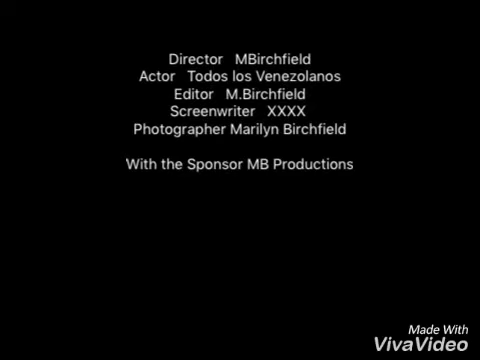 Director MBirchfield
Actor Todos los Venezolanos
Editor M.Birchfield
Screenwriter XXXX
Photographer Marilyn Birchfield
With the Sponsor MB Productions
Made With
VivaVideo